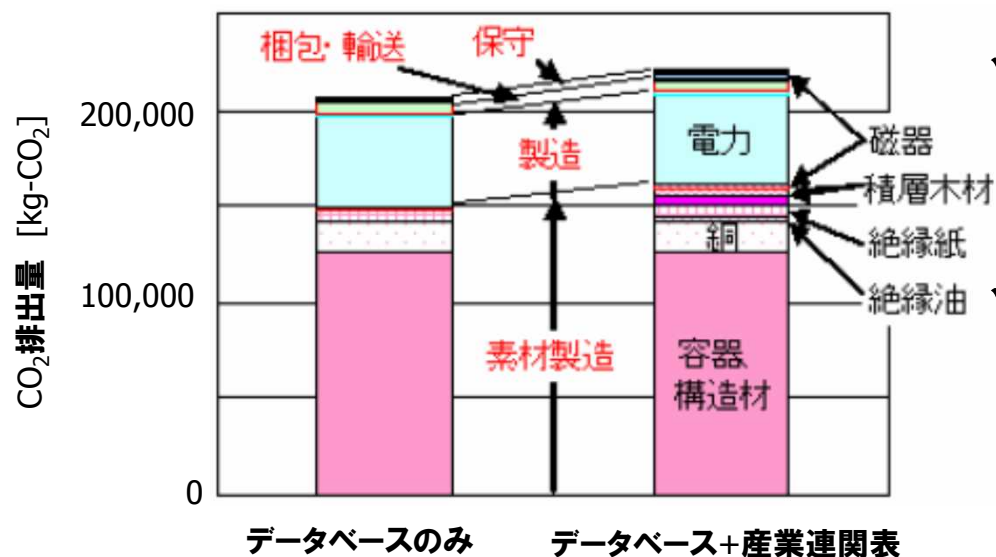 保守
梱包・輸送
200,000
電力
磁器
製造
積層木材
絶縁紙
銅
絶縁油
100,000
素材製造
容器
構造材
0
CO₂排出量 [kg-CO₂]
データベースのみ
データベース+産業連関表